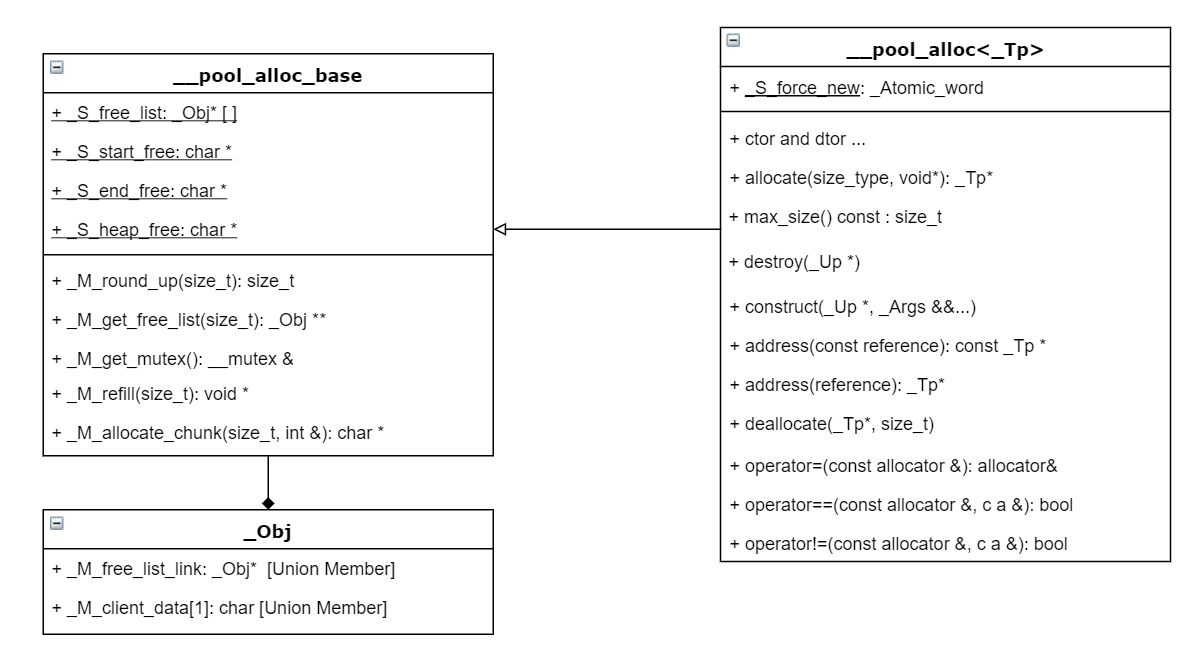 __pool_alloc_base
+ _S_free_list: _Obj* [ ]
+ _S_start_free: char *
+ _S_end_free: char *
+ _S_heap_free: char *
+ _M_round_up(size_t): size_t
+ _M_get_free_list(size_t): _Obj **
+ _M_get_mutex(): __mutex &
+ _M_refill(size_t): void *
+ _M_allocate_chunk(size_t, int &): char *
_Obj
+ _M_free_list_link: _Obj*  [Union Member]
+ _M_client_data[1]: char [Union Member]
__pool_alloc<_Tp>
+ _S_force_new: _Atomic_word
+ ctor and dtor ...
+ allocate(size_type, void*): _Tp*
+ max_size() const : size_t
+ destroy(_Up *)
+ construct(_Up *, _Args &&...)
+ address(const reference): const _Tp *
+ address(reference): _Tp*
+ deallocate(_Tp*, size_t)
+ operator=(const allocator &): allocator&
+ operator==(const allocator &, c a &): bool
+ operator!=(const allocator &, c a &): bool